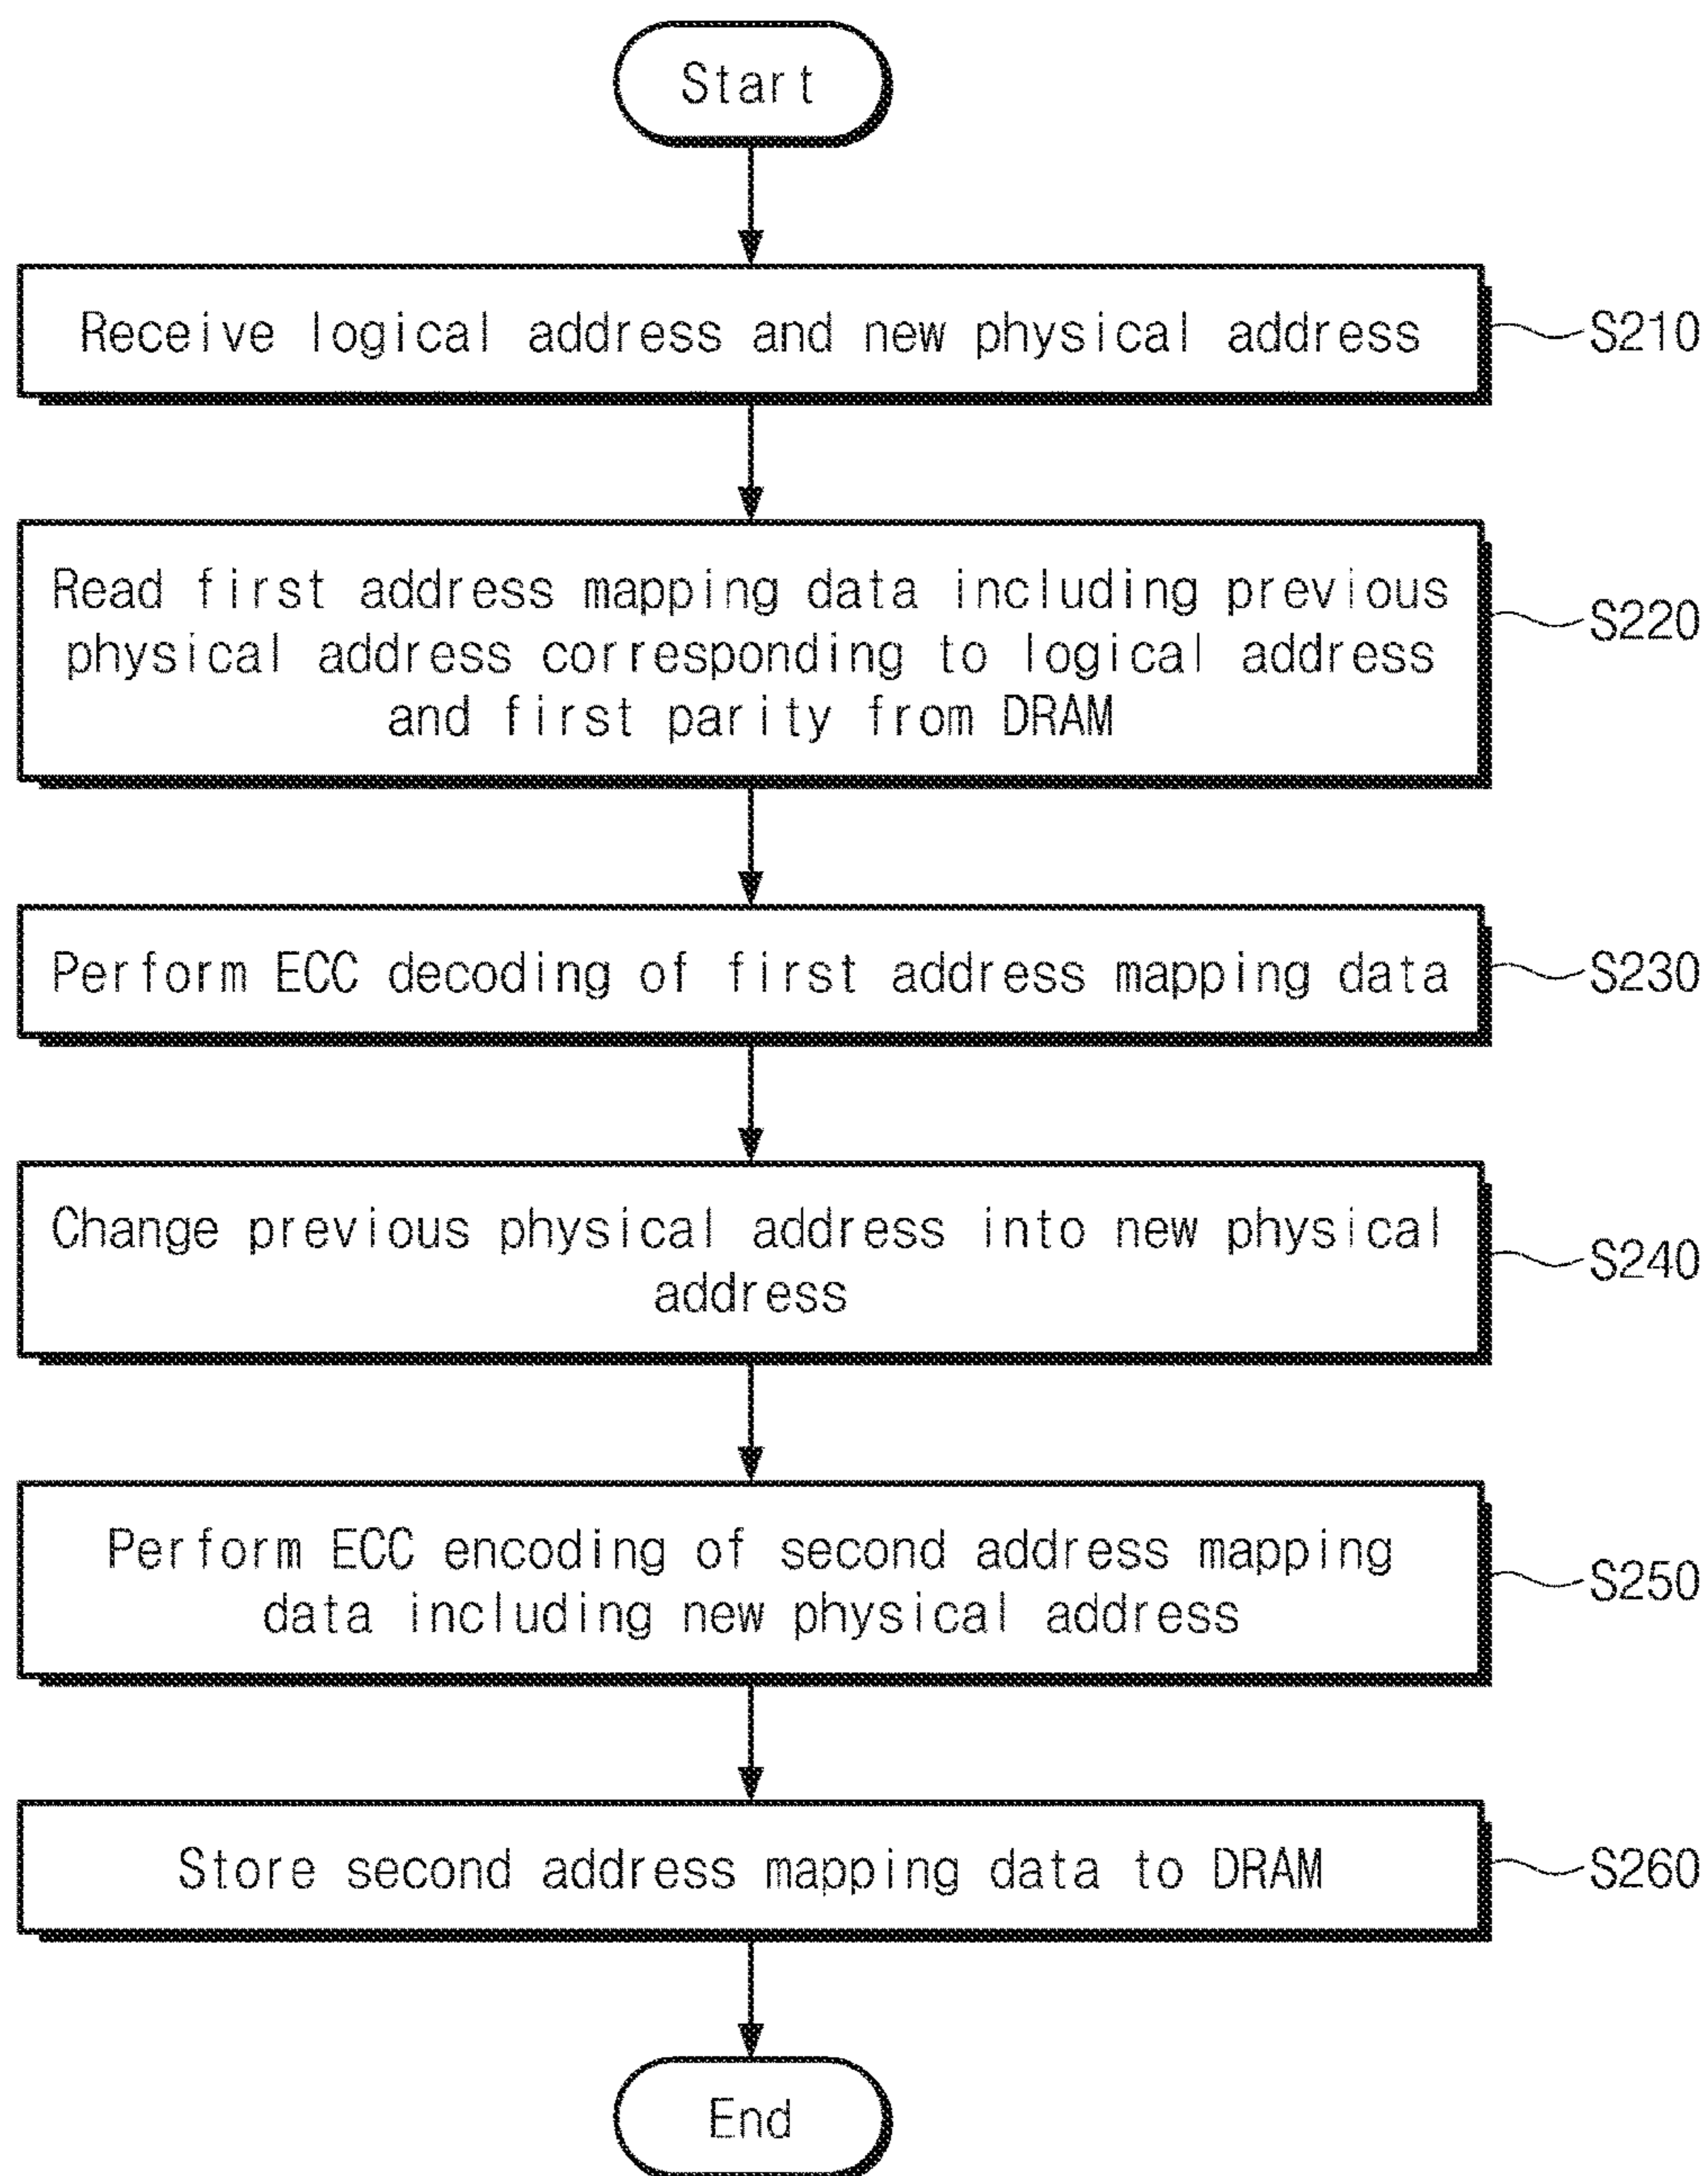 Start
Receive logical address and new physical address
S210
Read first address mapping data including previous
physical address corresponding to logical address
and first parity from DRAM
S220
Perform ECC decoding of first address mapping data
S230
Change previous physical address into new physical
address
S240
Perform ECC encoding of second address mapping
data including new physical address
S250
Store second address mapping data to DRAM
S260
End